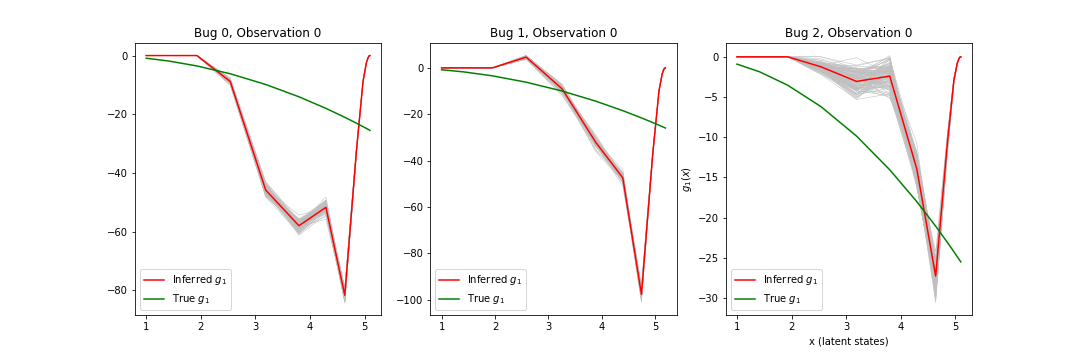 Bug 0, Observation 0
0
−20
−40
−60
−80
1 2 3 4 5
Inferred g₁
True g₁
Bug 1, Observation 0
0
−20
−40
−60
−80
−100
1 2 3 4 5
Inferred g₁
True g₁
Bug 2, Observation 0
g₁(x)
0
−5
−10
−15
−20
−25
−30
1 2 3 4 5
x (latent states)
Inferred g₁
True g₁